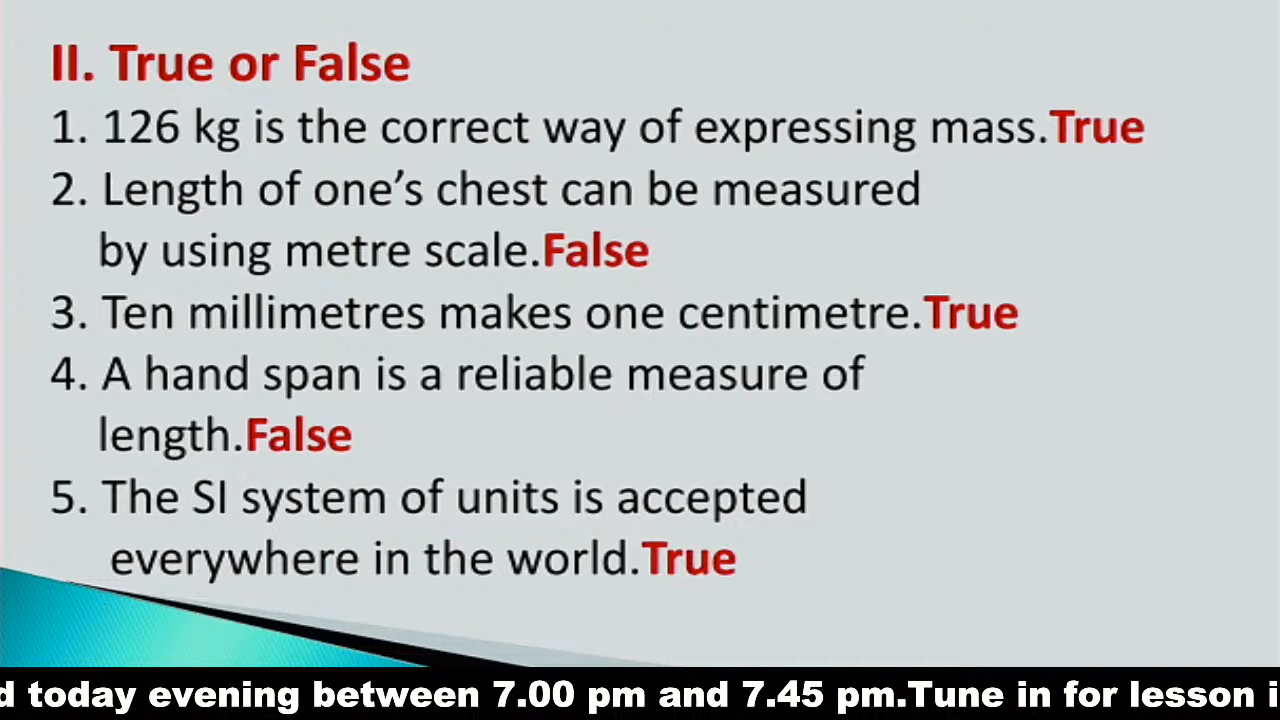 II. True or False
1. 126 kg is the correct way of expressing mass.True
2. Length of one’s chest can be measured
by using metre scale.False
3. Ten millimetres makes one centimetre.True
4. A hand span is a reliable measure of
length.False
5. The SI system of units is accepted
everywhere in the world.True
d today evening between 7.00 pm and 7.45 pm.Tune in for lesson i